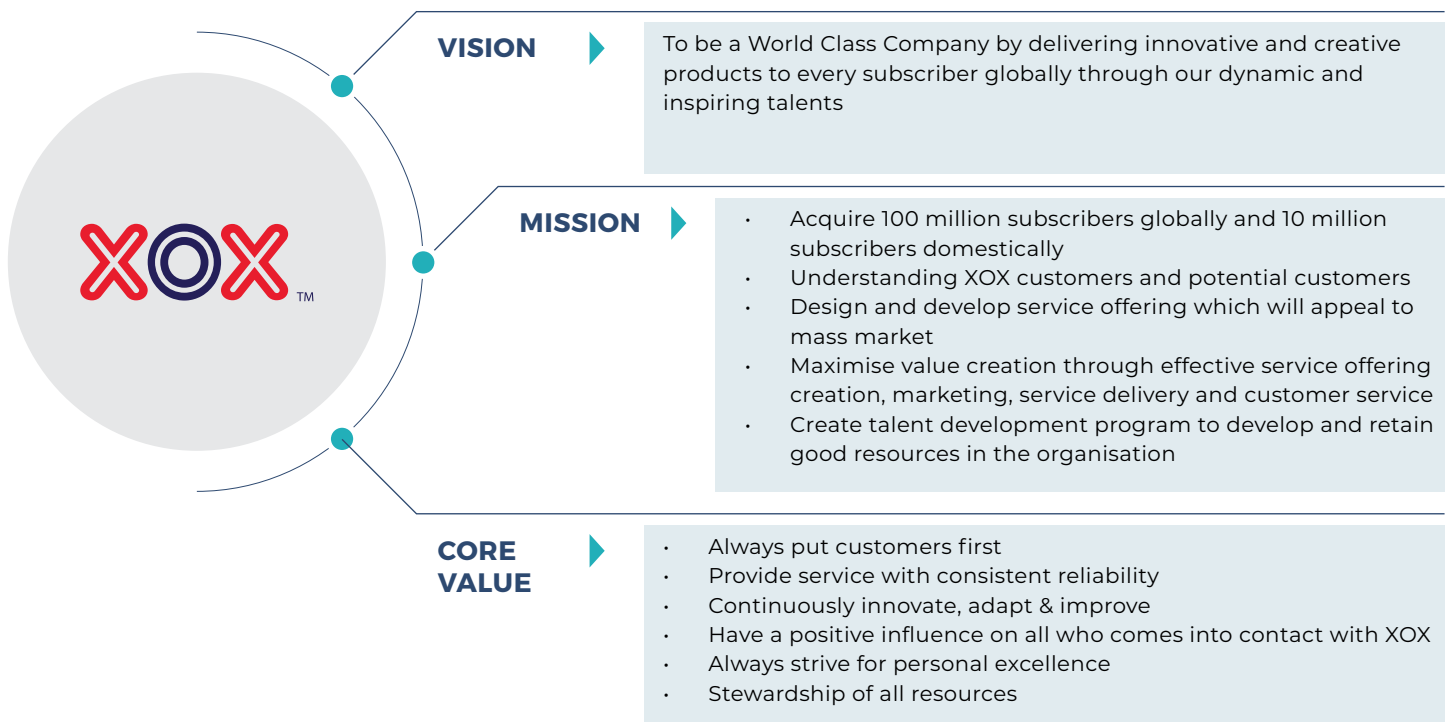 XOX
TM
VISION
To be a World Class Company by delivering innovative and creative
products to every subscriber globally through our dynamic and
inspiring talents
MISSION
• Acquire 100 million subscribers globally and 10 million
subscribers domestically
• Understanding XOX customers and potential customers
• Design and develop service offering which will appeal to
mass market
• Maximise value creation through effective service offering
creation, marketing, service delivery and customer service
• Create talent development program to develop and retain
good resources in the organisation
CORE
VALUE
• Always put customers first
• Provide service with consistent reliability
• Continuously innovate, adapt & improve
• Have a positive influence on all who comes into contact with XOX
• Always strive for personal excellence
• Stewardship of all resources